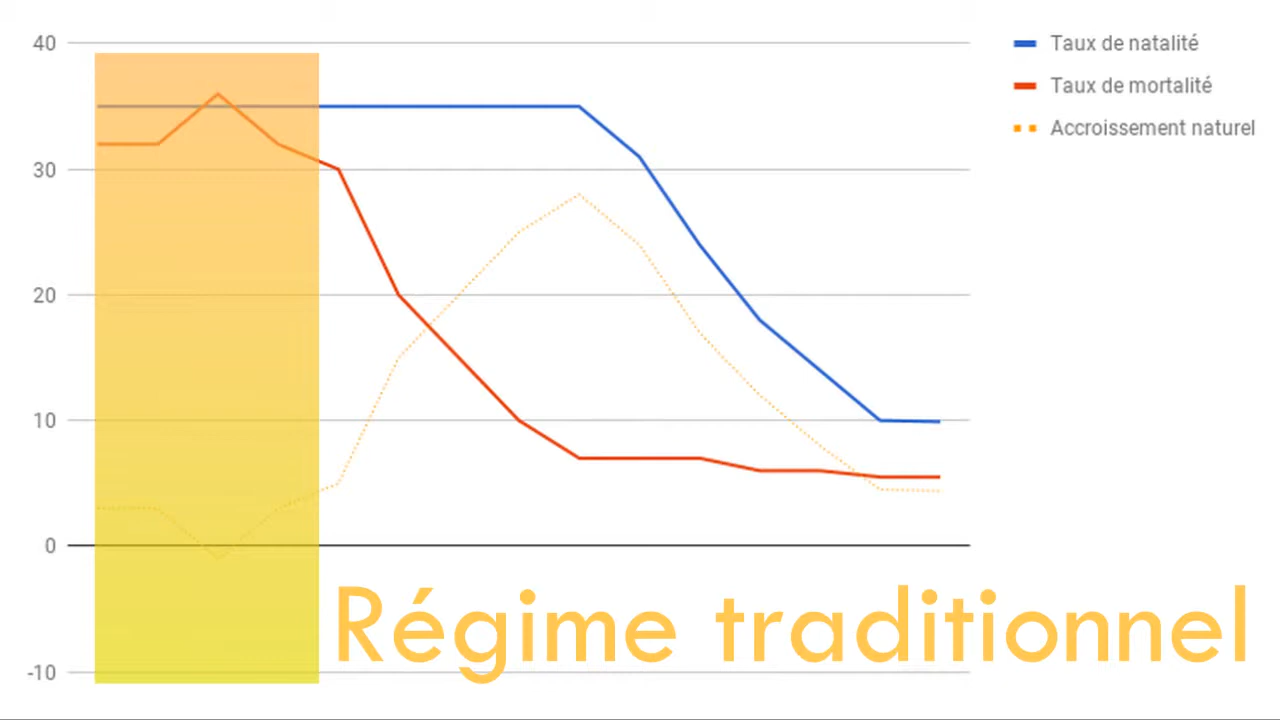 40
30
20
10
0
-10
Taux de natalité
Taux de mortalité
Accroissement naturel
Régime traditionnel